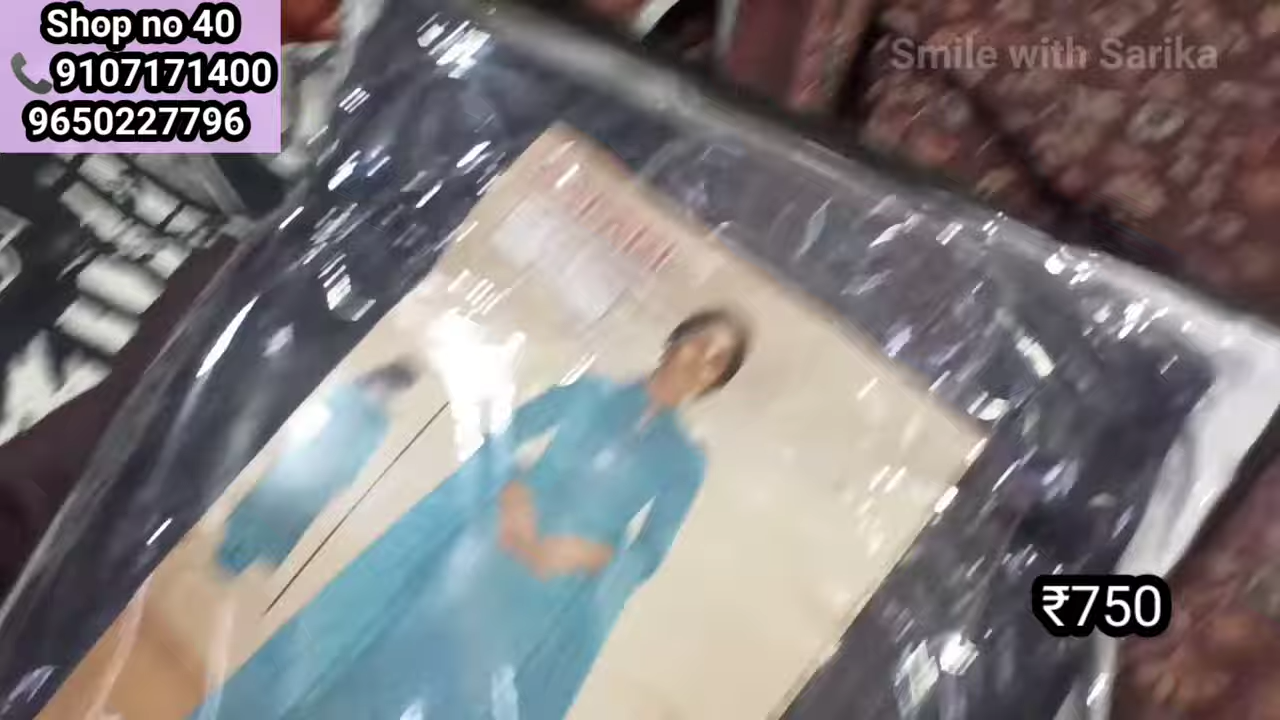 Shop no 40
📞9107171400
9650227796
Smile with Sarika
₹750